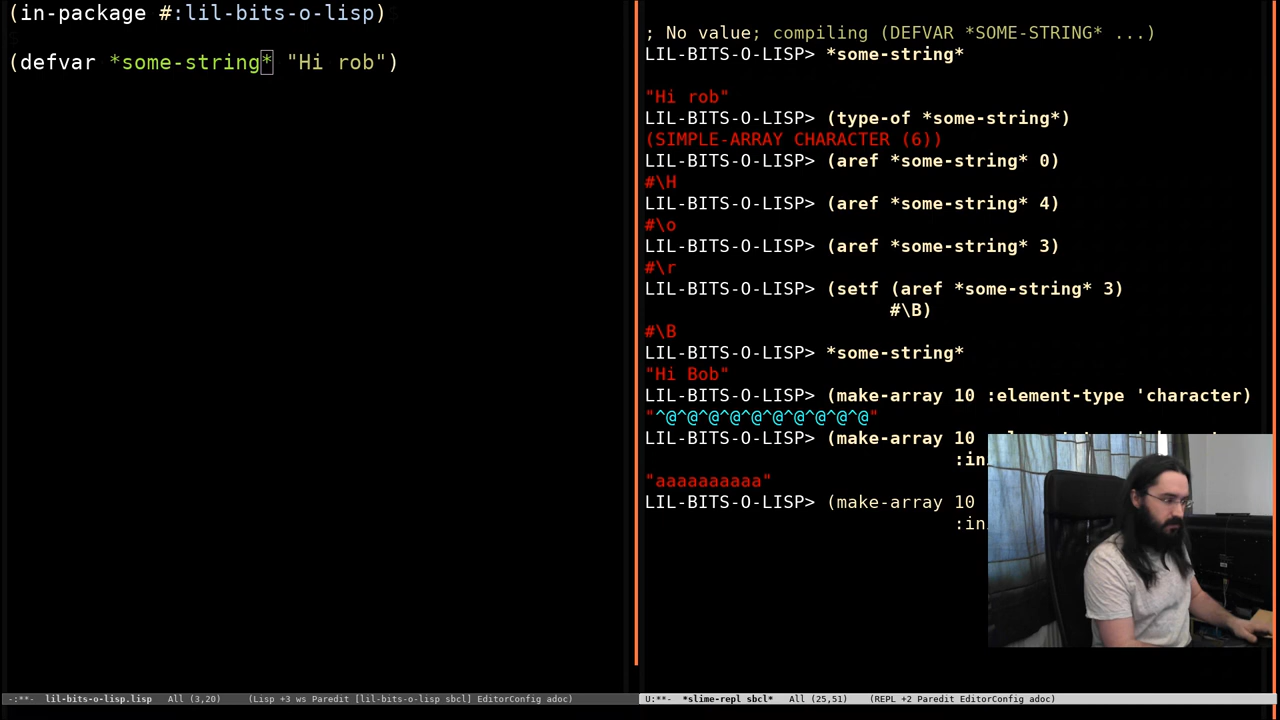 (in-package #:lil-bits-o-lisp)
(defvar *some-string* "Hi rob")
-:**- lil-bits-o-lisp.lisp All (3,20) (Lisp +3 ws Paredit [lil-bits-o-lisp sbcl] EditorConfig adoc)
; No value; compiling (DEFVAR *SOME-STRING* ...)
LIL-BITS-O-LISP> *some-string*
"Hi rob"
LIL-BITS-O-LISP> (type-of *some-string*)
(SIMPLE-ARRAY CHARACTER (6))
LIL-BITS-O-LISP> (aref *some-string* 0)
#\H
LIL-BITS-O-LISP> (aref *some-string* 4)
#\o
LIL-BITS-O-LISP> (aref *some-string* 3)
#\r
LIL-BITS-O-LISP> (setf (aref *some-string* 3)
#\B)
#\B
LIL-BITS-O-LISP> *some-string*
"Hi Bob"
LIL-BITS-O-LISP> (make-array 10 :element-type 'character)
"^@^@^@^@^@^@^@^@^@^@"
LIL-BITS-O-LISP> (make-array 10
:in
"aaaaaaaaaa"
LIL-BITS-O-LISP> (make-array 10
:in
U:**- *slime-repl sbcl* All (25,51) (REPL +2 Paredit EditorConfig adoc)